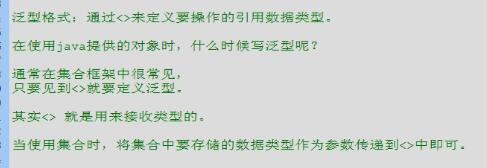 泛型格式：通过<>来定义要操作的引用数据类型。
在使用java提供的对象时，什么时候写泛型呢？
通常在集合框架中很常见，
只要见到<>就要定义泛型。
其实<> 就是用来接收类型的。
当使用集合时，将集合中要存储的数据类型作为参数传递到<>中即可。